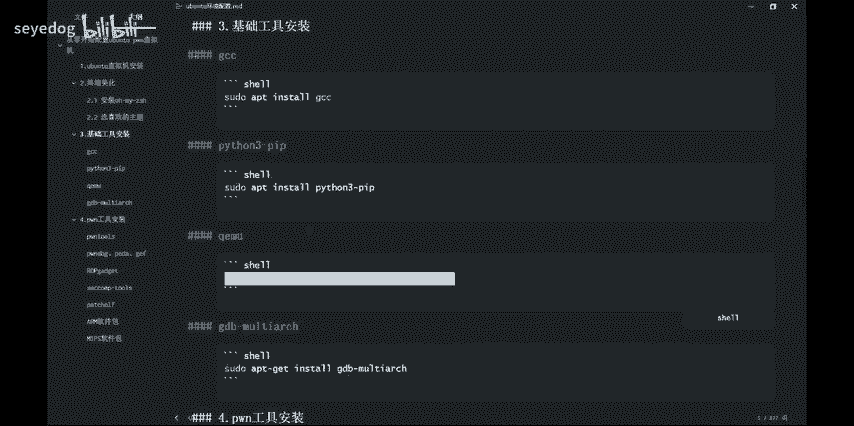 ubuntu环境配置.md
seyedog bilibili
大纲
从零开始配置ubuntu pwn虚拟机
1.ubuntu虚拟机安装
2.终端美化
2.1 安装oh-my-zsh
2.2 选喜欢的主题
3.基础工具安装
gcc
python3-pip
qemu
gdb-multiarch
4.pwn工具安装
pwntools
pwndbg, peda, gef
ROPgadget
seccomp-tools
patchelf
ARM软件包
MIPS软件包
### 3.基础工具安装
#### gcc
``` shell
sudo apt install gcc
```
#### python3-pip
``` shell
sudo apt install python3-pip
```
#### qemu
``` shell
```
shell
#### gdb-multiarch
``` shell
sudo apt-get install gdb-multiarch
```
### 4.pwn工具安装